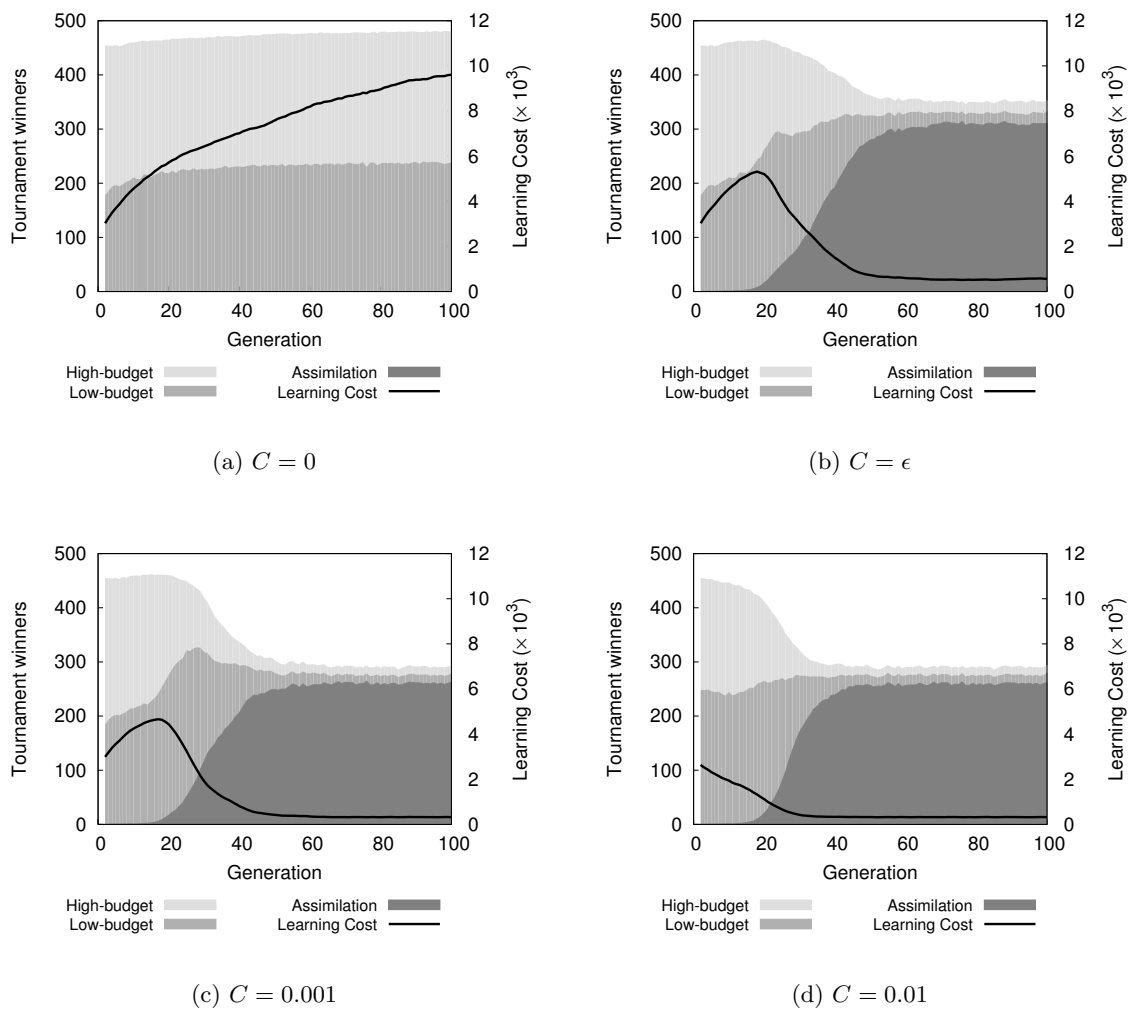 500
400
300
200
100
0
Tournament winners
12
10
8
6
4
2
0
Learning Cost (× 10³)
0 20 40 60 80 100
Generation
High-budget
Low-budget
Assimilation
Learning Cost
(a) C = 0
500
400
300
200
100
0
Tournament winners
12
10
8
6
4
2
0
Learning Cost (× 10³)
0 20 40 60 80 100
Generation
High-budget
Low-budget
Assimilation
Learning Cost
(b) C = ϵ
500
400
300
200
100
0
Tournament winners
12
10
8
6
4
2
0
Learning Cost (× 10³)
0 20 40 60 80 100
Generation
High-budget
Low-budget
Assimilation
Learning Cost
(c) C = 0.001
500
400
300
200
100
0
Tournament winners
12
10
8
6
4
2
0
Learning Cost (× 10³)
0 20 40 60 80 100
Generation
High-budget
Low-budget
Assimilation
Learning Cost
(d) C = 0.01